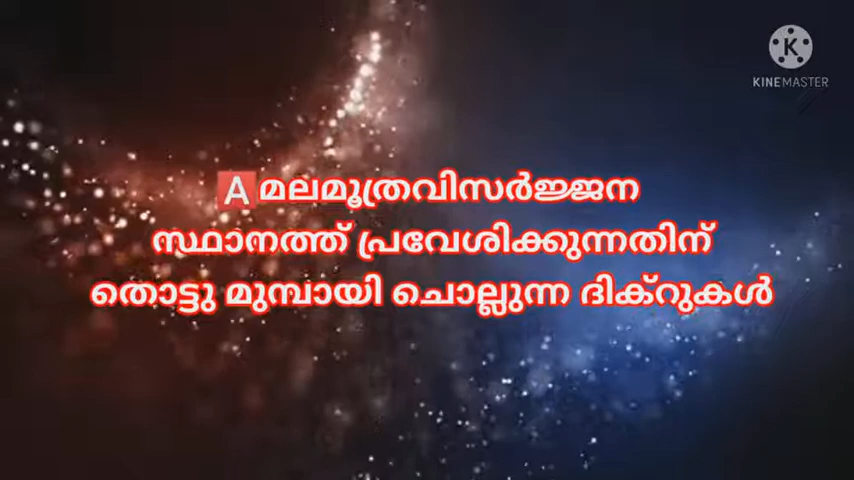 K
KINEMASTER
A മലമൂത്രവിസർജ്ജന
സ്ഥാനത്ത് പ്രവേശിക്കുന്നതിന്
തൊട്ടു മുമ്പായി ചൊല്ലുന്ന ദിക്റുകൾ